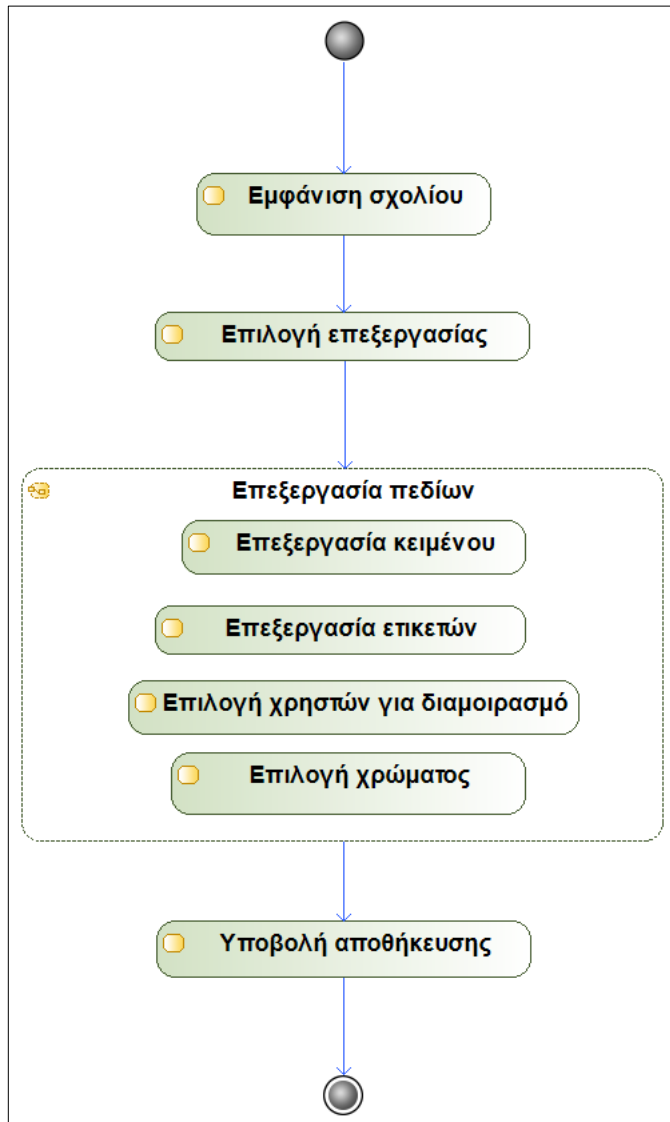 Εμφάνιση σχολίου
Επιλογή επεξεργασίας
Επεξεργασία πεδίων
Επεξεργασία κειμένου
Επεξεργασία ετικετών
Επιλογή χρηστών για διαμοιρασμό
Επιλογή χρώματος
Υποβολή αποθήκευσης